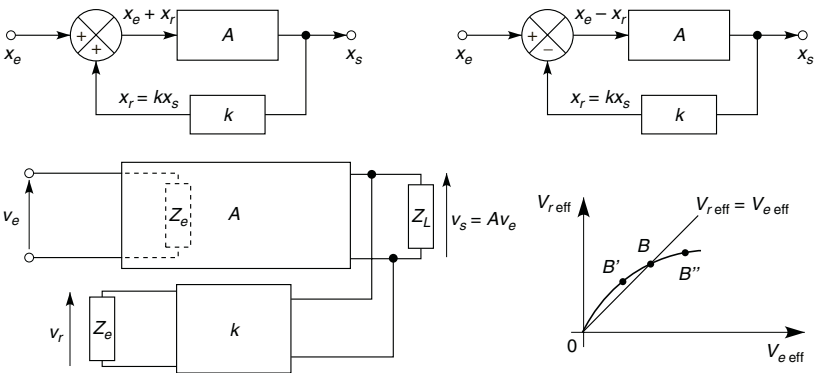 x_e + x_r
+
+
A
x_e
x_s
x_r = kx_s
k
x_e – x_r
+
–
A
x_e
x_s
x_r = kx_s
k
v_e
Z_e
A
Z_L
v_s = Av_e
v_r
Z_e
k
V_r eff
V_r eff = V_e eff
B
B'
B''
0
V_e eff